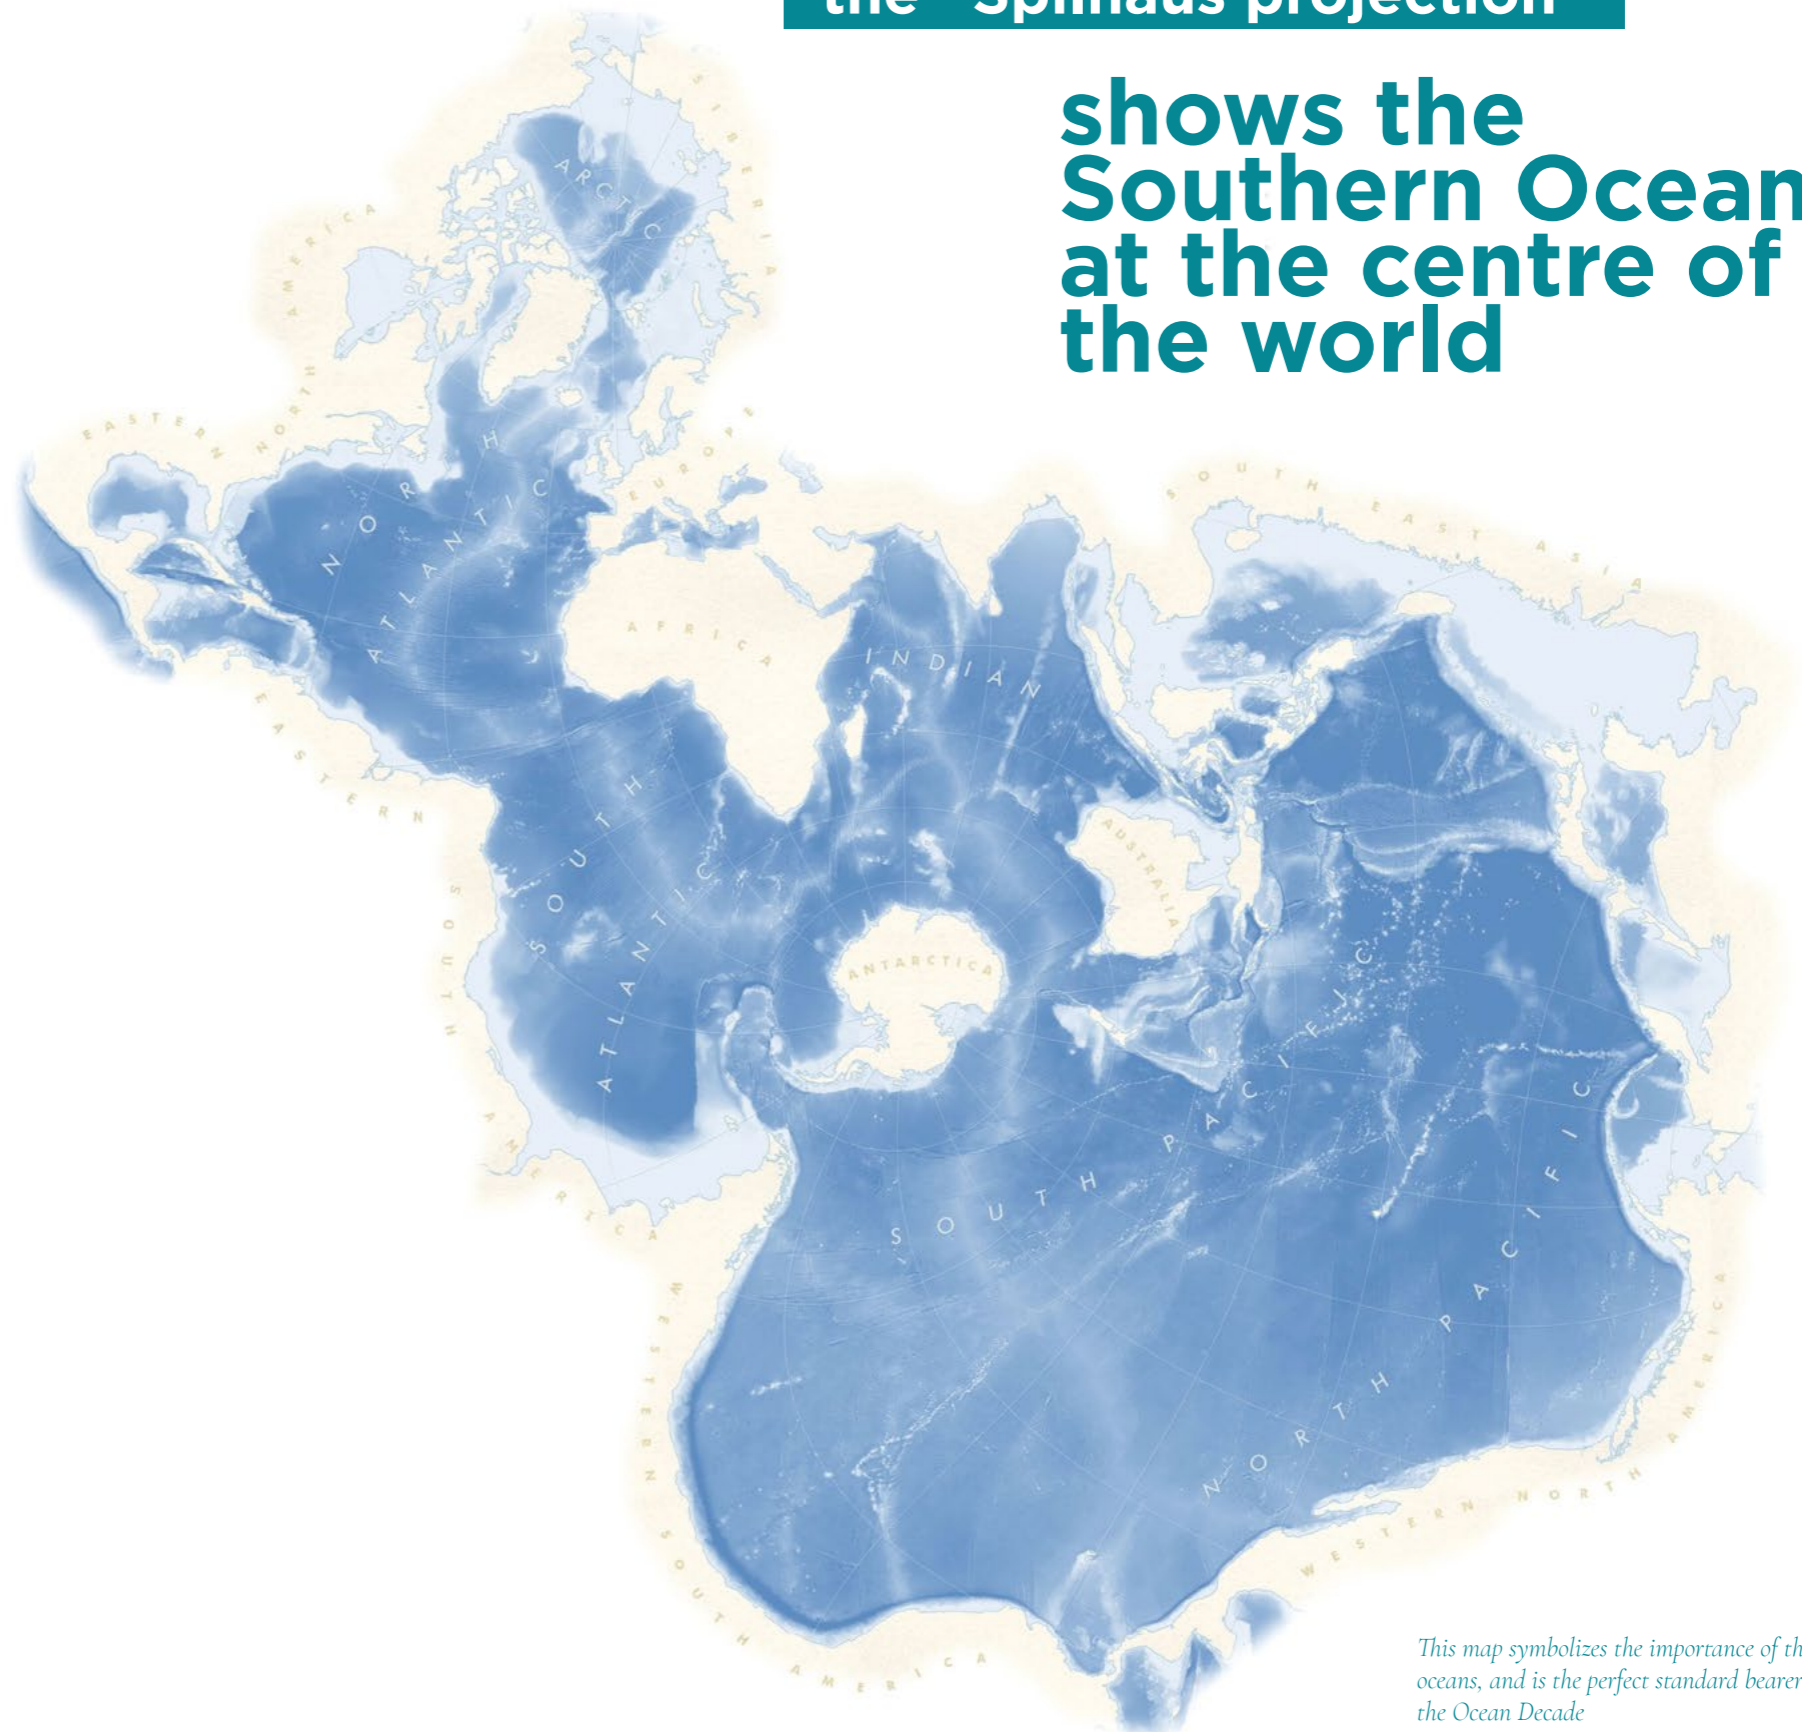 the "Spilhaus projection"
shows the
Southern Ocean
at the centre of
the world
SIBERIA
ARCTIC
EASTERN NORTH AMERICA
EUROPE
SOUTH EAST ASIA
NORTH
ATLANTIC
AFRICA
INDIAN
AUSTRALIA
SOUTH
ATLANTIC
ANTARCTICA
EASTERN
SOUTH
AMERICA
SOUTH PACIFIC
NORTH PACIFIC
WESTERN
SOUTH
AMERICA
WESTERN NORTH
AMERICA
This map symbolizes the importance of th
oceans, and is the perfect standard bearer
the Ocean Decade